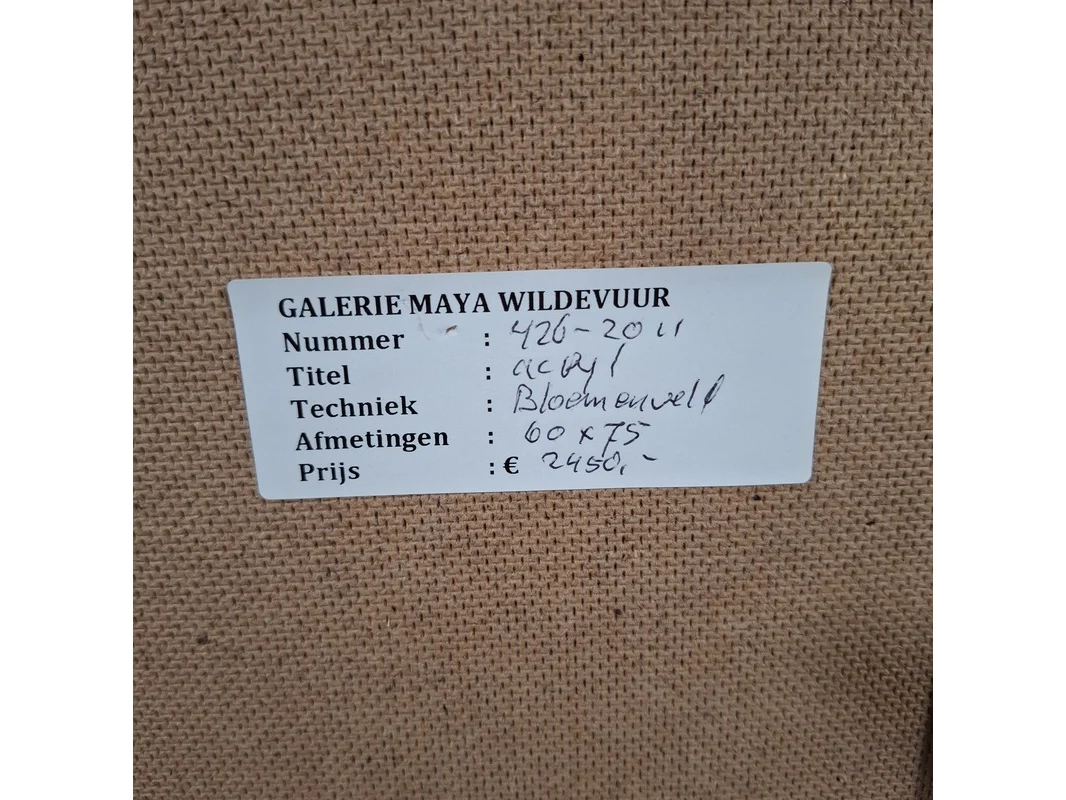 GALERIE MAYA WILDEVUUR
Nummer : 426-2011
Titel : acryl
Techniek : Bloemenveld
Afmetingen : 60 x 75
Prijs : € 2450,-